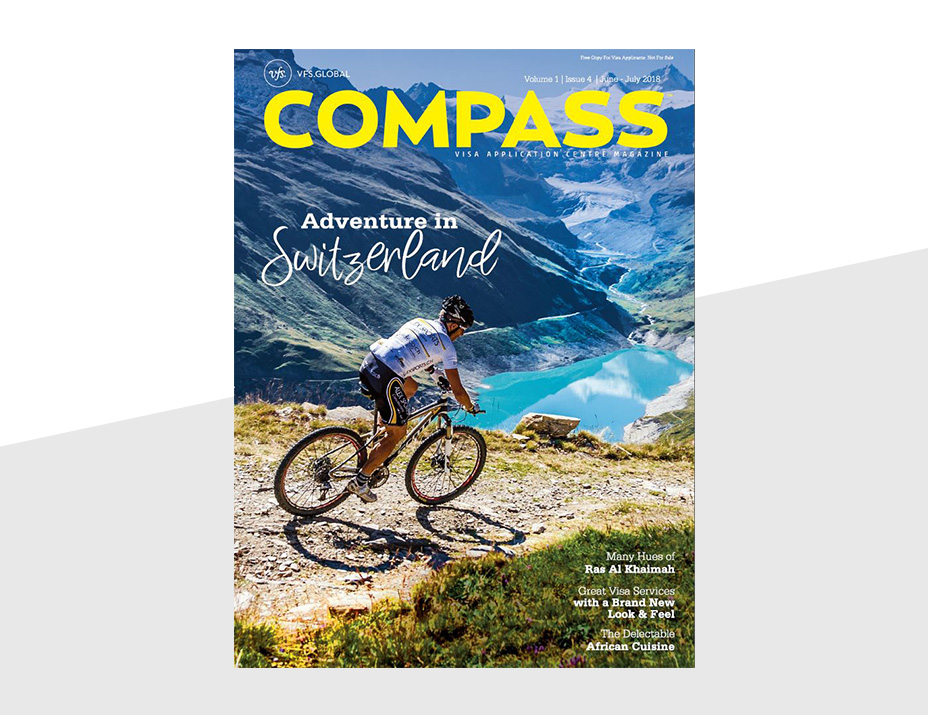 Free Copy For Visa Applicants. Not For Sale
vfs.
VFS.GLOBAL
Volume 1 | Issue 4 | June - July 2018
COMPASS
VISA APPLICATION CENTRE MAGAZINE
Adventure in
Switzerland
Many Hues of
Ras Al Khaimah
Great Visa Services
with a Brand New
Look & Feel
The Delectable
African Cuisine